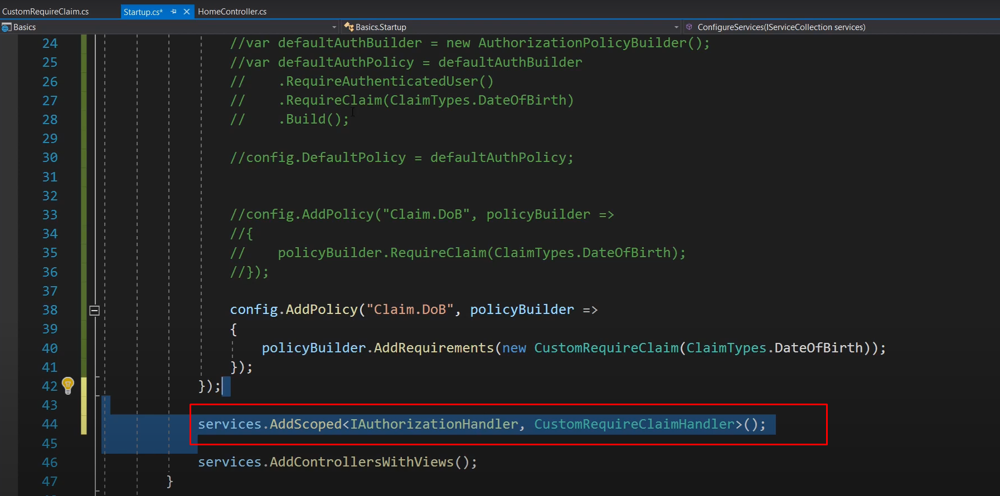 CustomRequireClaim.cs
Startup.cs*
HomeController.cs
Basics
Basics.Startup
ConfigureServices(IServiceCollection services)
24 //var defaultAuthBuilder = new AuthorizationPolicyBuilder();
25 //var defaultAuthPolicy = defaultAuthBuilder
26 //    .RequireAuthenticatedUser()
27 //    .RequireClaim(ClaimTypes.DateOfBirth)
28 //    .Build();
29
30 //config.DefaultPolicy = defaultAuthPolicy;
31
32
33 //config.AddPolicy("Claim.DoB", policyBuilder =>
34 //{
35 //    policyBuilder.RequireClaim(ClaimTypes.DateOfBirth);
36 //});
37
38 config.AddPolicy("Claim.DoB", policyBuilder =>
39 {
40     policyBuilder.AddRequirements(new CustomRequireClaim(ClaimTypes.DateOfBirth));
41 });
42 });
43
44 services.AddScoped<IAuthorizationHandler, CustomRequireClaimHandler>();
45
46 services.AddControllersWithViews();
47 }